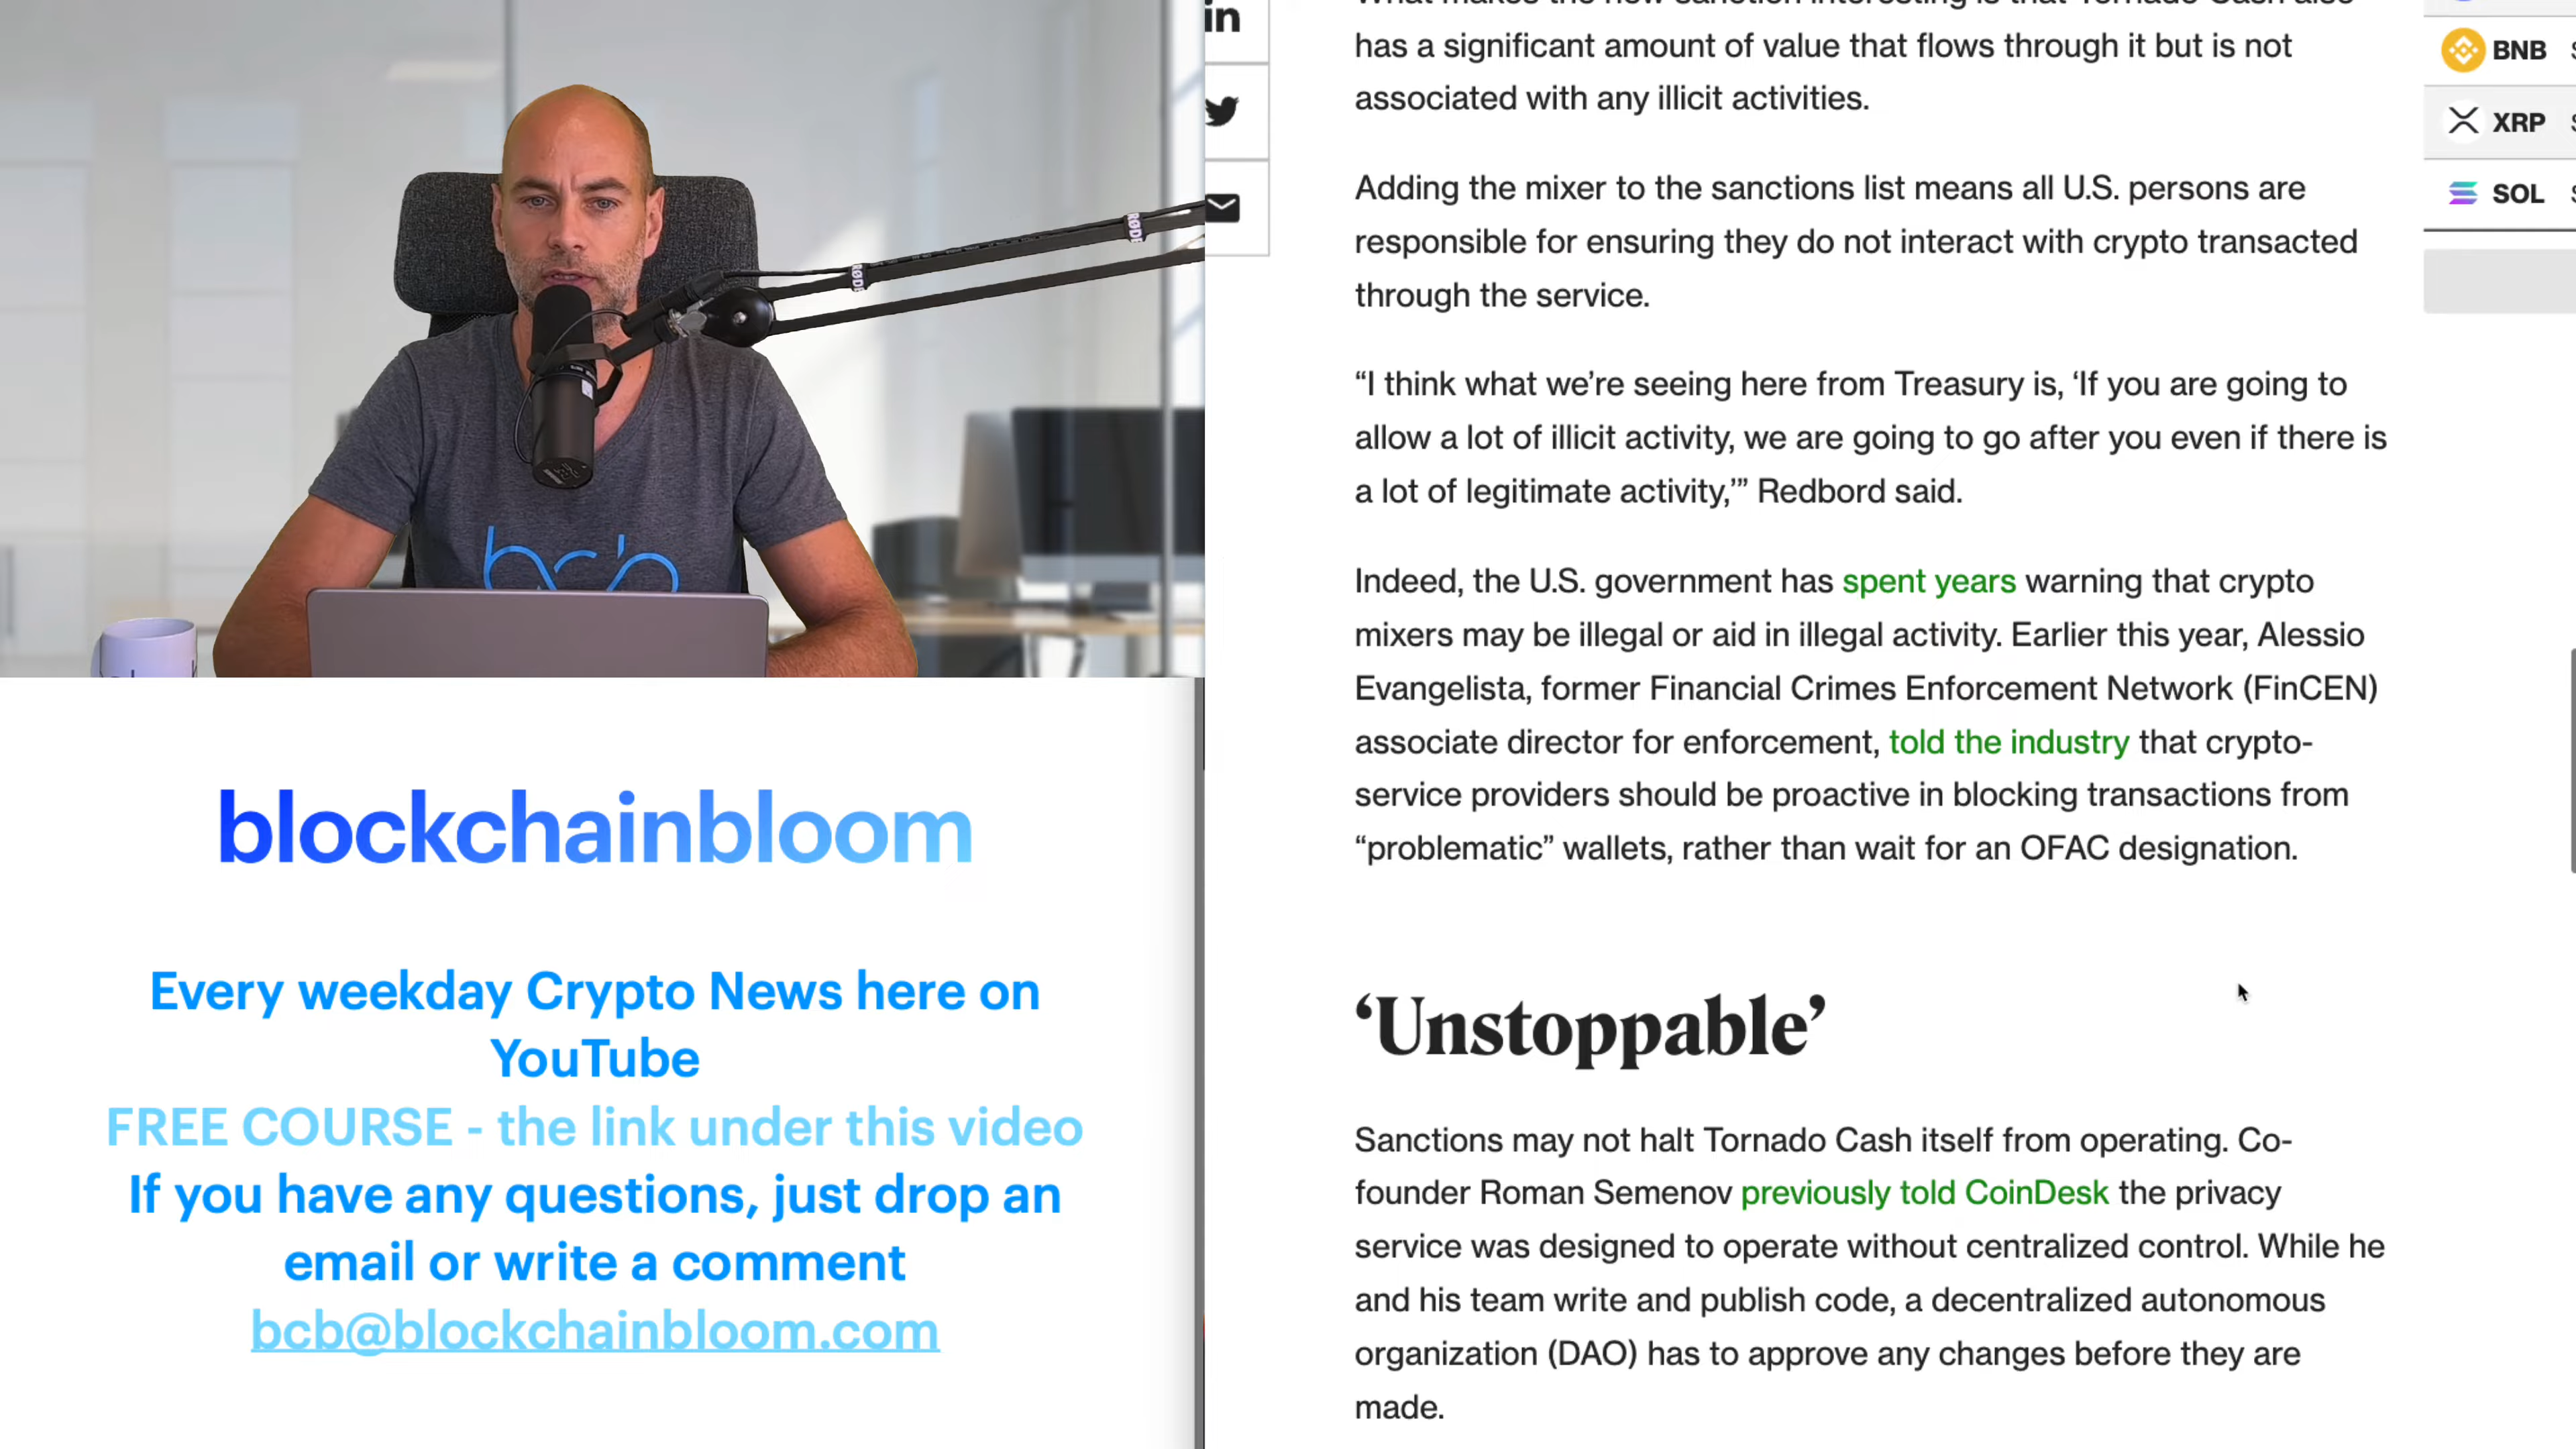 RØDE
RØDE
bcb
blockchainbloom
Every weekday Crypto News here on
YouTube
FREE COURSE - the link under this video
If you have any questions, just drop an
email or write a comment
bcb@blockchainbloom.com
in
has a significant amount of value that flows through it but is not
associated with any illicit activities.
Adding the mixer to the sanctions list means all U.S. persons are
responsible for ensuring they do not interact with crypto transacted
through the service.
“I think what we’re seeing here from Treasury is, ‘If you are going to
allow a lot of illicit activity, we are going to go after you even if there is
a lot of legitimate activity,’” Redbord said.
Indeed, the U.S. government has spent years warning that crypto
mixers may be illegal or aid in illegal activity. Earlier this year, Alessio
Evangelista, former Financial Crimes Enforcement Network (FinCEN)
associate director for enforcement, told the industry that crypto-
service providers should be proactive in blocking transactions from
“problematic” wallets, rather than wait for an OFAC designation.
‘Unstoppable’
Sanctions may not halt Tornado Cash itself from operating. Co-
founder Roman Semenov previously told CoinDesk the privacy
service was designed to operate without centralized control. While he
and his team write and publish code, a decentralized autonomous
organization (DAO) has to approve any changes before they are
made.
BNB
XRP
SOL